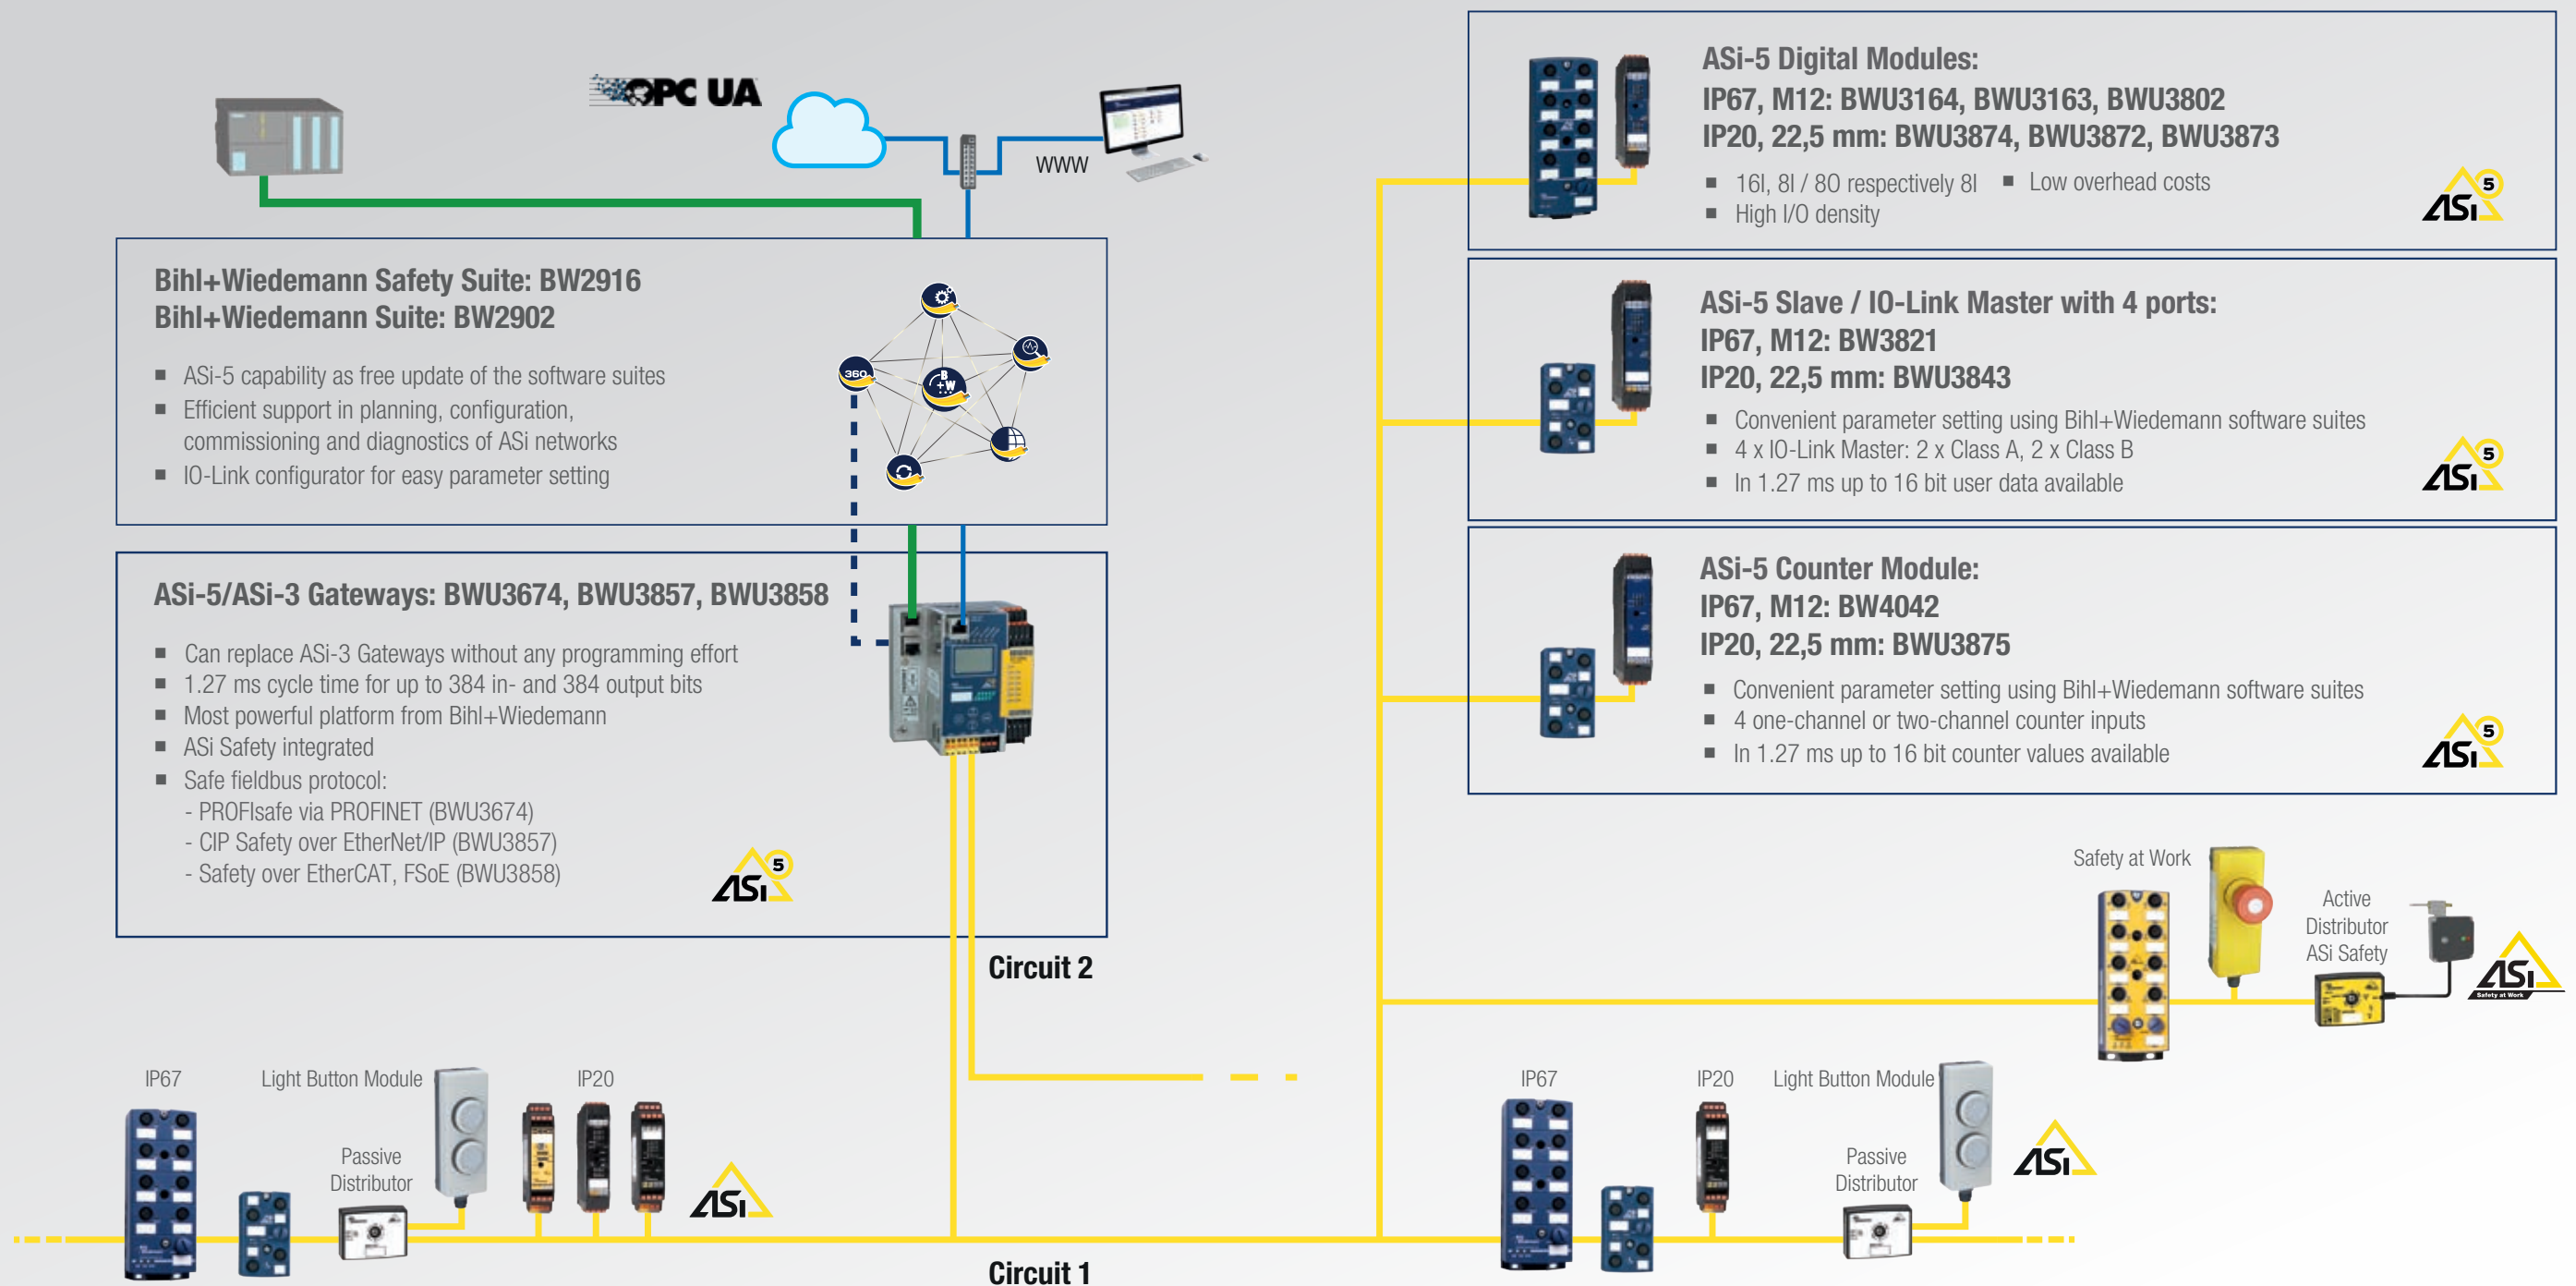 OPC UA
WWW
Bihl+Wiedemann Safety Suite: BW2916
Bihl+Wiedemann Suite: BW2902
■ ASi-5 capability as free update of the software suites
■ Efficient support in planning, configuration,
commissioning and diagnostics of ASi networks
■ IO-Link configurator for easy parameter setting
360
B
+W
ASi-5/ASi-3 Gateways: BWU3674, BWU3857, BWU3858
■ Can replace ASi-3 Gateways without any programming effort
■ 1.27 ms cycle time for up to 384 in- and 384 output bits
■ Most powerful platform from Bihl+Wiedemann
■ ASi Safety integrated
■ Safe fieldbus protocol:
- PROFIsafe via PROFINET (BWU3674)
- CIP Safety over EtherNet/IP (BWU3857)
- Safety over EtherCAT, FSoE (BWU3858)
ASi 5
Circuit 2
IP67
Light Button Module
IP20
Passive
Distributor
ASi
Circuit 1
ASi-5 Digital Modules:
IP67, M12: BWU3164, BWU3163, BWU3802
IP20, 22,5 mm: BWU3874, BWU3872, BWU3873
■ 16I, 8I / 8O respectively 8I ■ Low overhead costs
■ High I/O density
ASi 5
ASi-5 Slave / IO-Link Master with 4 ports:
IP67, M12: BW3821
IP20, 22,5 mm: BWU3843
■ Convenient parameter setting using Bihl+Wiedemann software suites
■ 4 x IO-Link Master: 2 x Class A, 2 x Class B
■ In 1.27 ms up to 16 bit user data available
ASi 5
ASi-5 Counter Module:
IP67, M12: BW4042
IP20, 22,5 mm: BWU3875
■ Convenient parameter setting using Bihl+Wiedemann software suites
■ 4 one-channel or two-channel counter inputs
■ In 1.27 ms up to 16 bit counter values available
ASi 5
Safety at Work
Active
Distributor
ASi Safety
ASi
Safety at Work
IP67
IP20
Light Button Module
Passive
Distributor
ASi